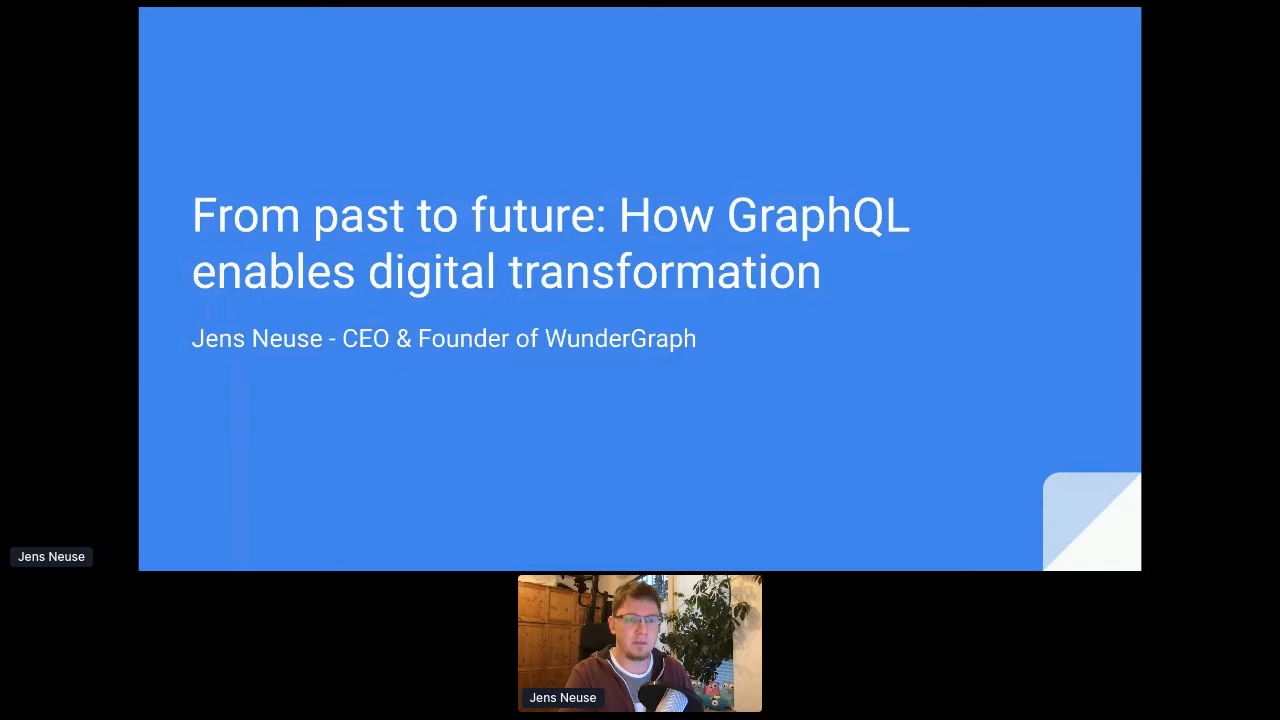 From past to future: How GraphQL
enables digital transformation
Jens Neuse - CEO & Founder of WunderGraph
Jens Neuse
Jens Neuse